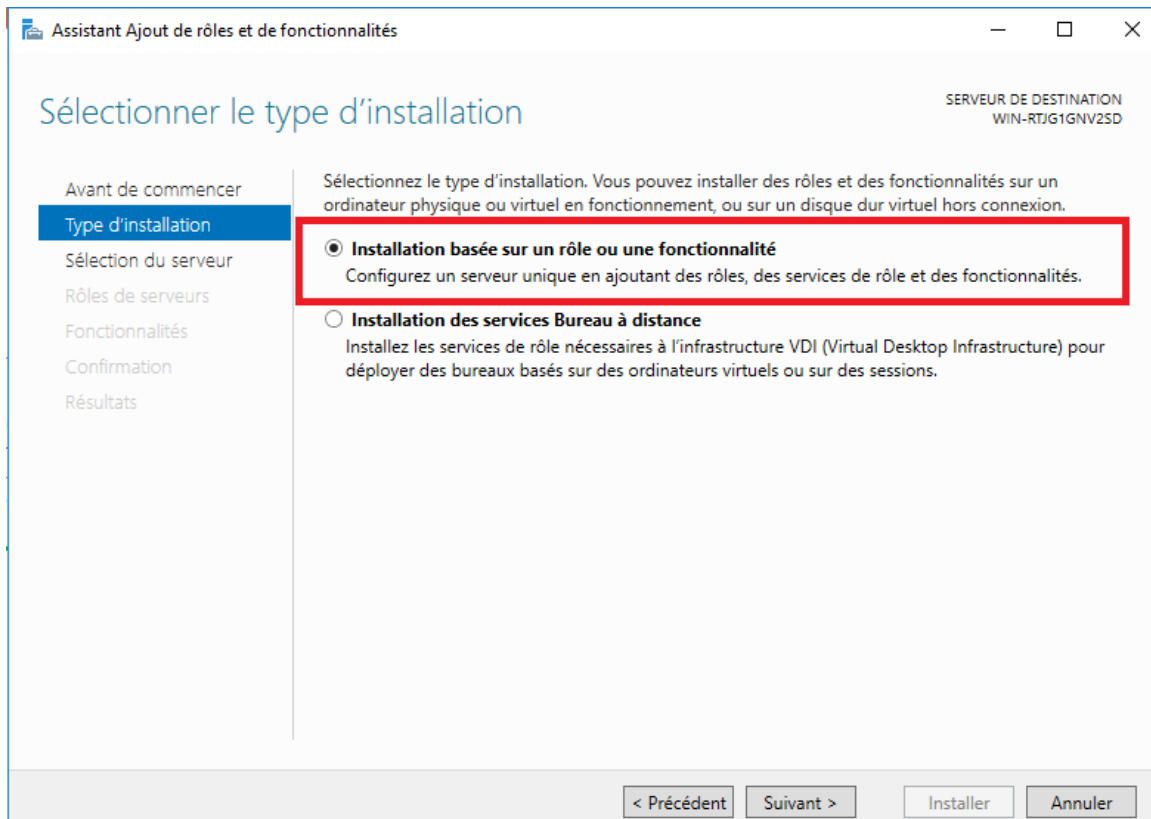 Assistant Ajout de rôles et de fonctionnalités
Sélectionner le type d'installation
SERVEUR DE DESTINATION
WIN-RTJG1GNV2SD
Avant de commencer
Type d'installation
Sélection du serveur
Rôles de serveurs
Fonctionnalités
Confirmation
Résultats
Sélectionnez le type d'installation. Vous pouvez installer des rôles et des fonctionnalités sur un
ordinateur physique ou virtuel en fonctionnement, ou sur un disque dur virtuel hors connexion.
Installation basée sur un rôle ou une fonctionnalité
Configurez un serveur unique en ajoutant des rôles, des services de rôle et des fonctionnalités.
Installation des services Bureau à distance
Installez les services de rôle nécessaires à l'infrastructure VDI (Virtual Desktop Infrastructure) pour
déployer des bureaux basés sur des ordinateurs virtuels ou sur des sessions.
< Précédent
Suivant >
Installer
Annuler